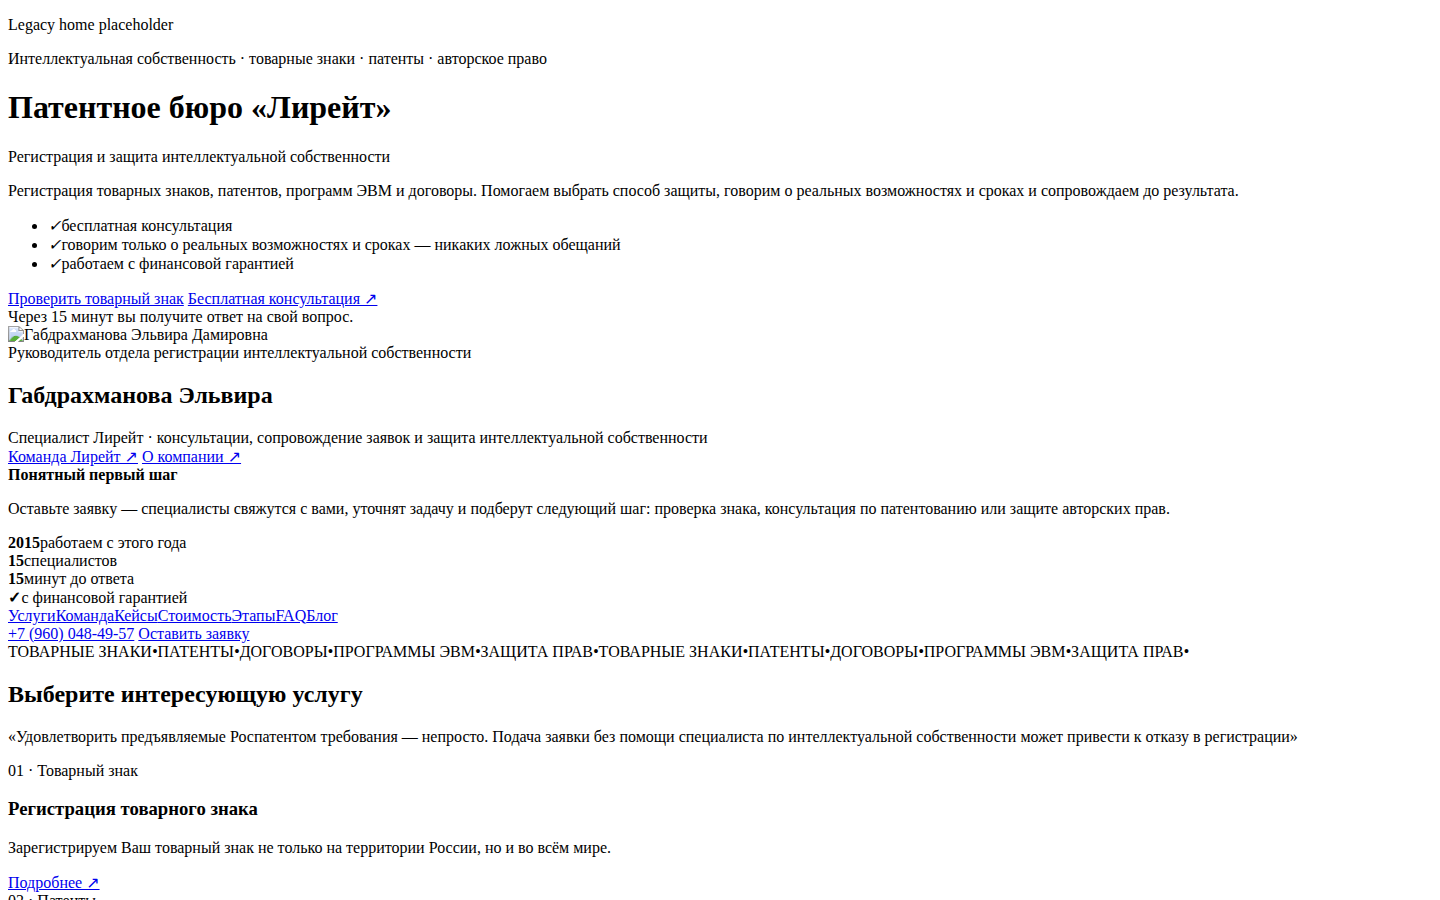 Legacy home placeholder
Интеллектуальная собственность · товарные знаки · патенты · авторское право
Патентное бюро «Лирейт»
Регистрация и защита интеллектуальной собственности
Регистрация товарных знаков, патентов, программ ЭВМ и договоры. Помогаем выбрать способ защиты, говорим о реальных возможностях и сроках и сопровождаем до результата.
• ✓бесплатная консультация
• ✓говорим только о реальных возможностях и сроках — никаких ложных обещаний
• ✓работаем с финансовой гарантией
Проверить товарный знак Бесплатная консультация ↗
Через 15 минут вы получите ответ на свой вопрос.
Габдрахманова Эльвира Дамировна
Руководитель отдела регистрации интеллектуальной собственности
Габдрахманова Эльвира
Специалист Лирейт · консультации, сопровождение заявок и защита интеллектуальной собственности
Команда Лирейт ↗ О компании ↗
Понятный первый шаг
Оставьте заявку — специалисты свяжутся с вами, уточнят задачу и подберут следующий шаг: проверка знака, консультация по патентованию или защите авторских прав.
2015работаем с этого года
15специалистов
15минут до ответа
✓с финансовой гарантией
УслугиКомандаКейсыСтоимостьЭтапыFAQБлог
+7 (960) 048-49-57 Оставить заявку
ТОВАРНЫЕ ЗНАКИ•ПАТЕНТЫ•ДОГОВОРЫ•ПРОГРАММЫ ЭВМ•ЗАЩИТА ПРАВ•ТОВАРНЫЕ ЗНАКИ•ПАТЕНТЫ•ДОГОВОРЫ•ПРОГРАММЫ ЭВМ•ЗАЩИТА ПРАВ•
Выберите интересующую услугу
«Удовлетворить предъявляемые Роспатентом требования — непросто. Подача заявки без помощи специалиста по интеллектуальной собственности может привести к отказу в регистрации»
01 · Товарный знак
Регистрация товарного знака
Зарегистрируем Ваш товарный знак не только на территории России, но и во всём мире.
Подробнее ↗
02 · Патенты